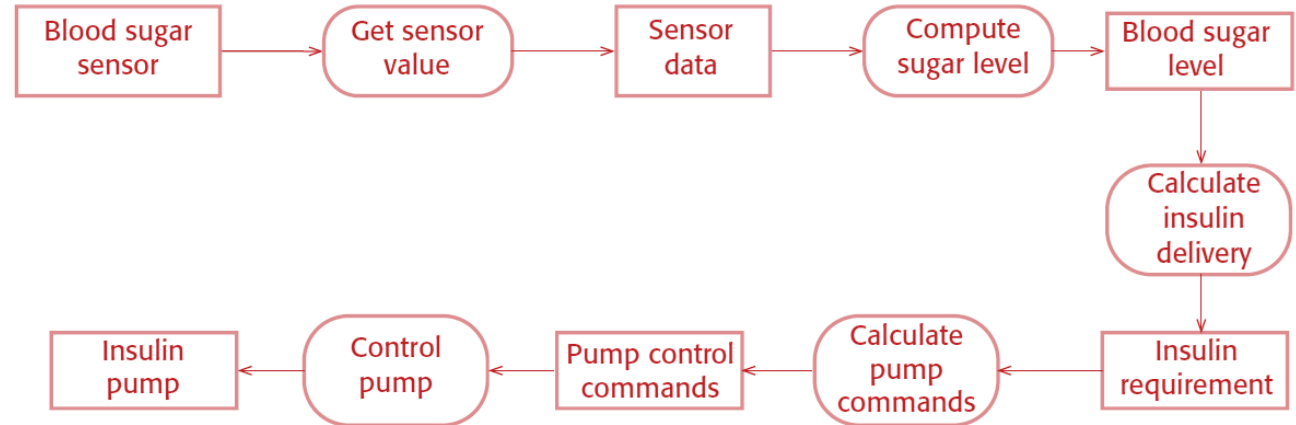 Blood sugar
sensor
Get sensor
value
Sensor
data
Compute
sugar level
Blood sugar
level
Calculate
insulin
delivery
Insulin
requirement
Calculate
pump
commands
Pump control
commands
Control
pump
Insulin
pump